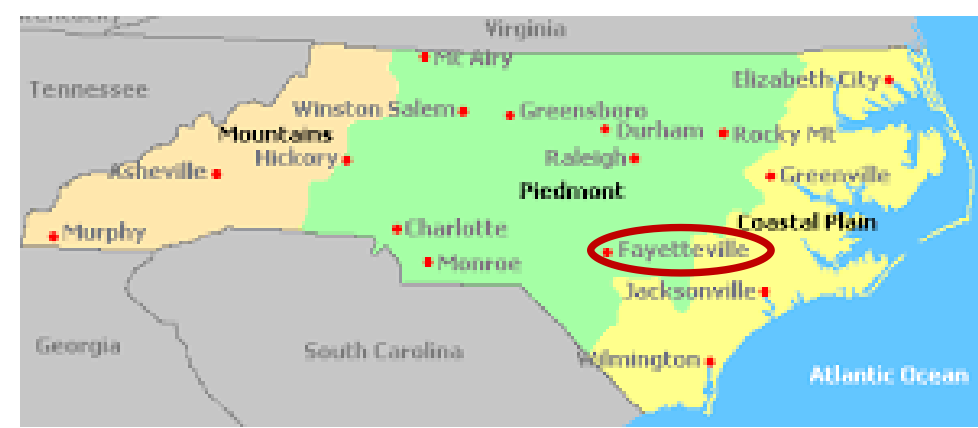 Virginia
Mt Airy
Tennessee
Elizabeth City
Winston Salem
Greensboro
Mountains
Durham
Rocky Mt
Hickory
Raleigh
Asheville
Greenville
Piedmont
Coastal Plain
Murphy
Charlotte
Fayetteville
Monroe
Jacksonville
Georgia
South Carolina
Wilmington
Atlantic Ocean